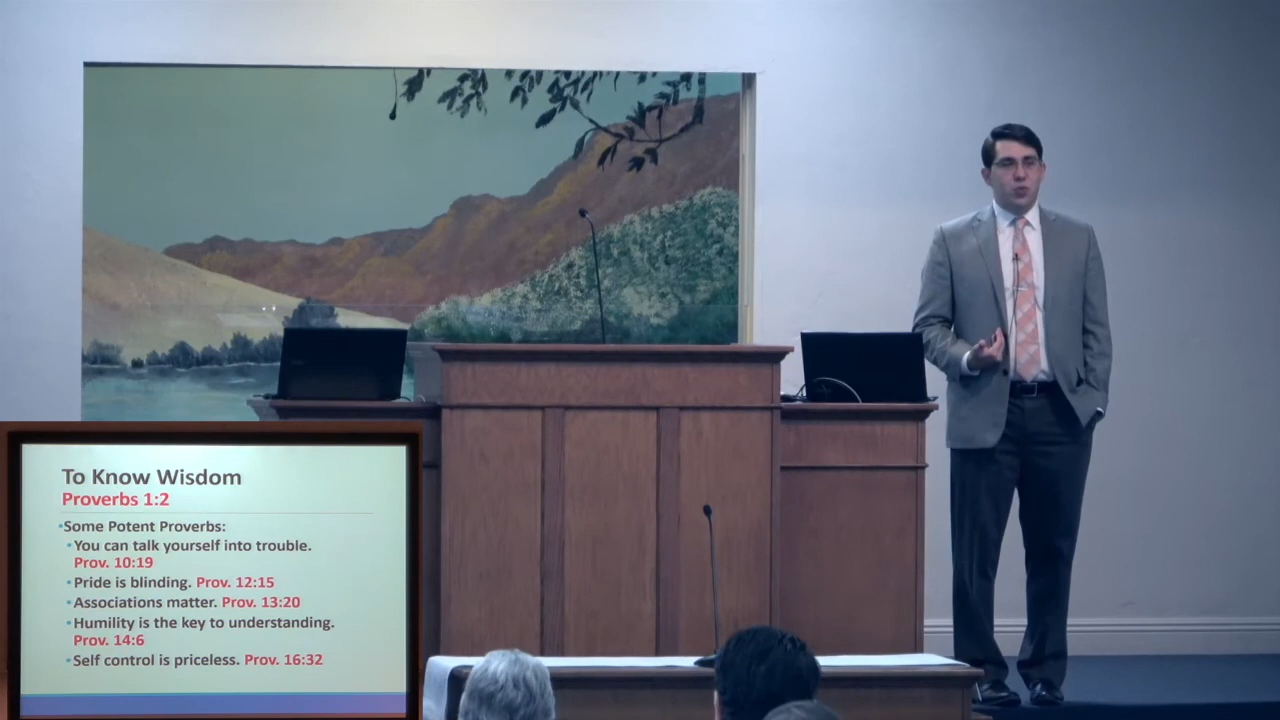 To Know Wisdom
Proverbs 1:2
•Some Potent Proverbs:
•You can talk yourself into trouble.
Prov. 10:19
•Pride is blinding. Prov. 12:15
•Associations matter. Prov. 13:20
•Humility is the key to understanding.
Prov. 14:6
•Self control is priceless. Prov. 16:32